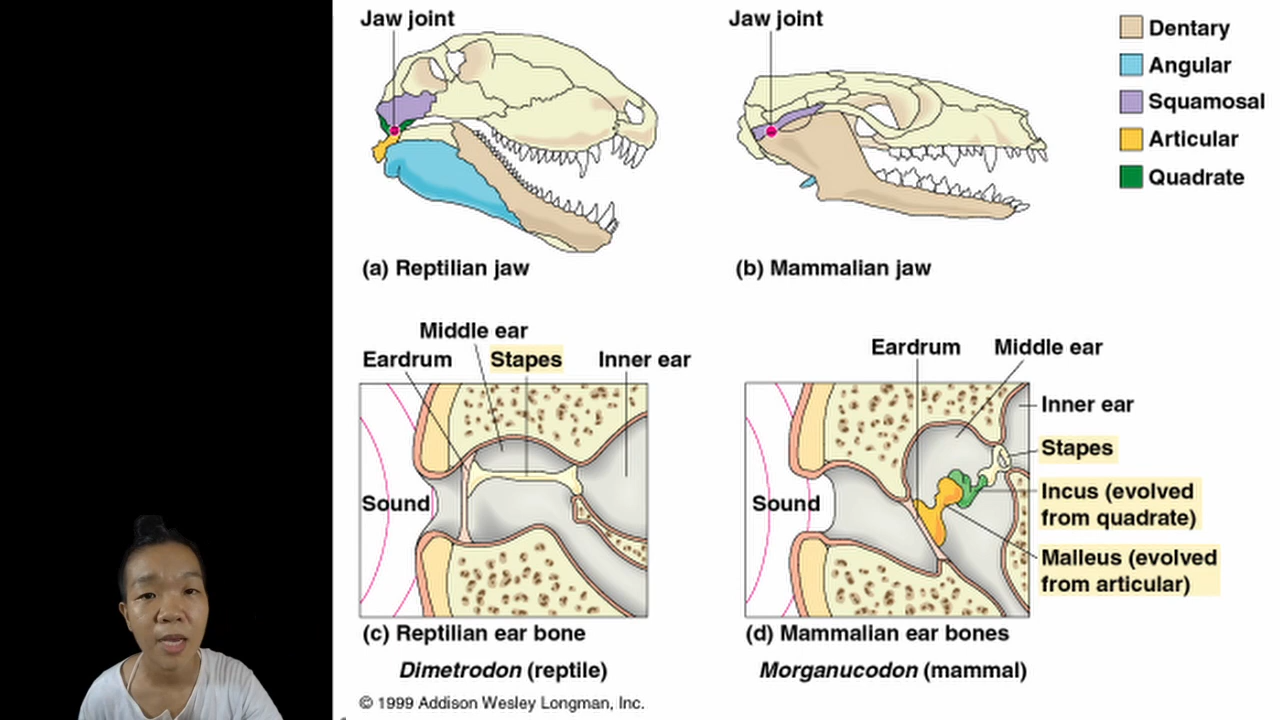 Jaw joint
Jaw joint
Dentary
Angular
Squamosal
Articular
Quadrate
(a) Reptilian jaw
(b) Mammalian jaw
Middle ear
Eardrum
Stapes
Inner ear
Sound
(c) Reptilian ear bone
Dimetrodon (reptile)
Eardrum
Middle ear
Inner ear
Stapes
Incus (evolved
from quadrate)
Malleus (evolved
from articular)
Sound
(d) Mammalian ear bones
Morganucodon (mammal)
© 1999 Addison Wesley Longman, Inc.